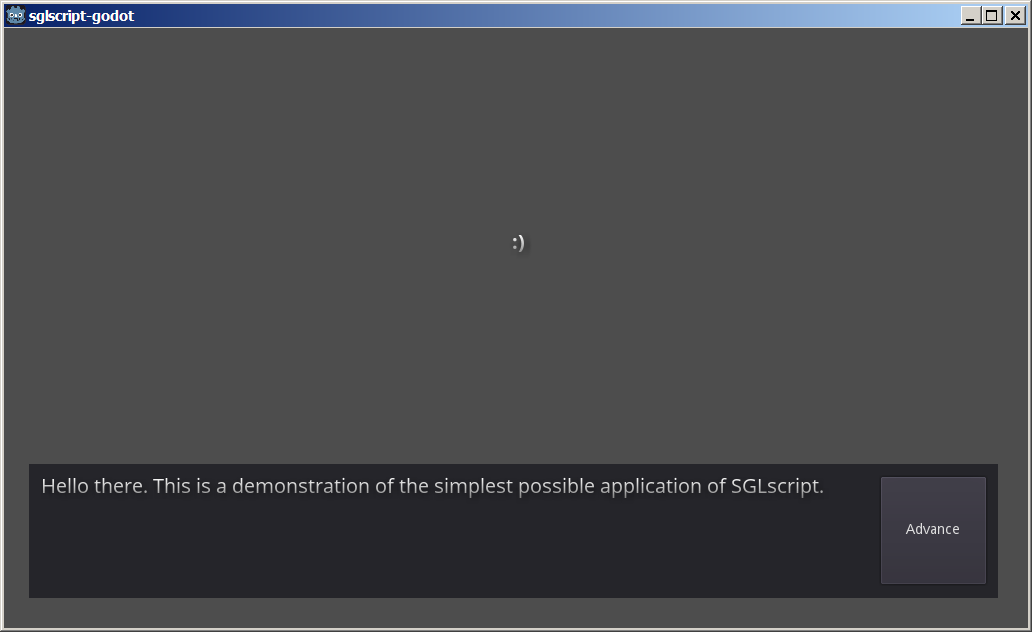 sglscript-godot
:)
Hello there. This is a demonstration of the simplest possible application of SGLscript.
Advance